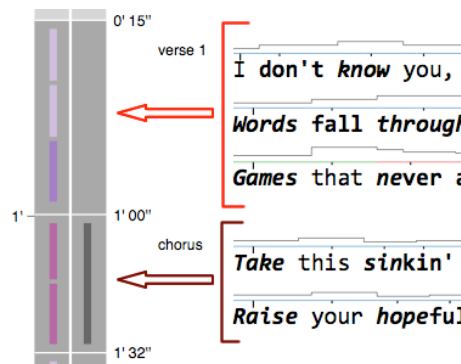 0' 15"
verse 1
I don't know you,
Words fall through
Games that never a
1'
1' 00"
chorus
Take this sinkin'
Raise your hopeful
1' 32"